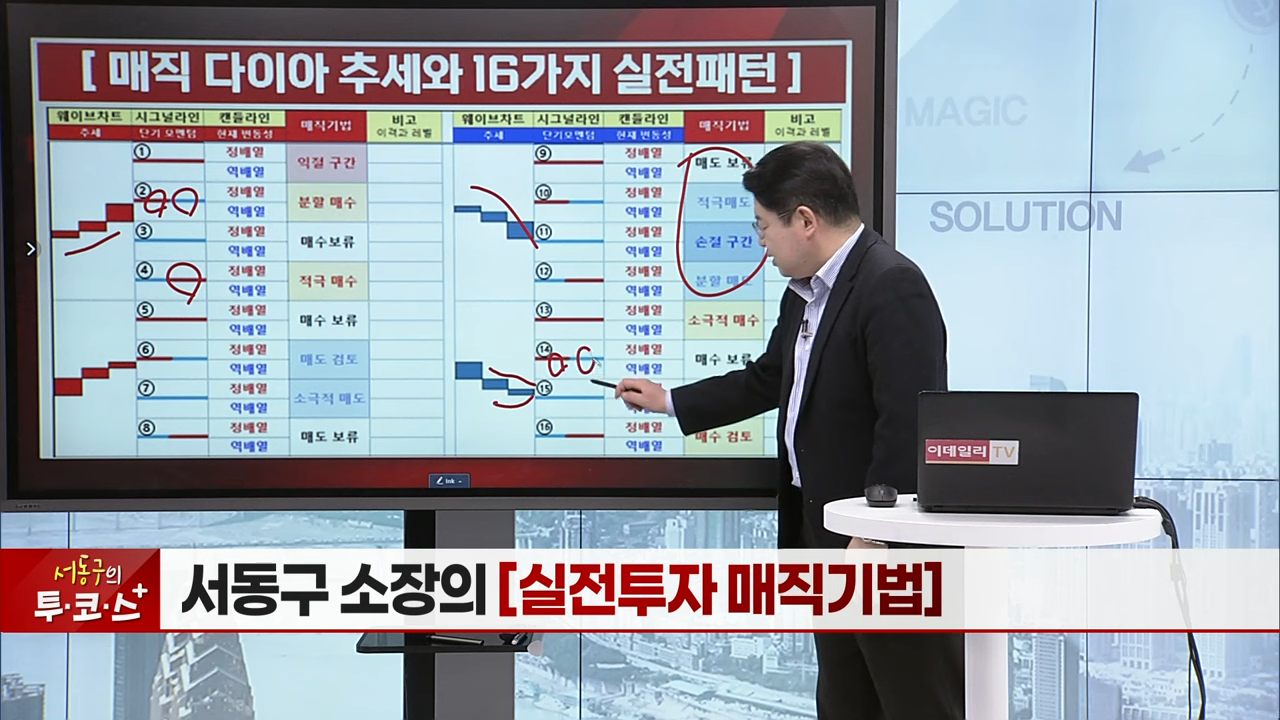 [ 매직 다이아 추세와 16가지 실전패턴 ]
웨이브차트 시그널라인 캔들라인 매직기법 비고
추세 단기 모멘텀 현재 변동성 이격과 레벨
① 정배열 익절 구간
역배열
② 정배열 분할 매수
역배열
③ 정배열 매수보류
역배열
④ 정배열 적극 매수
역배열
⑤ 정배열 매수 보류
역배열
⑥ 정배열 매도 검토
역배열
⑦ 정배열 소극적 매도
역배열
⑧ 정배열 매도 보류
역배열
웨이브차트 시그널라인 캔들라인 매직기법 비고
추세 단기모멘텀 현재 변동성 이격과 레벨
⑨ 정배열 매도 보류
역배열
⑩ 정배열 적극매도
역배열
⑪ 정배열 손절 구간
역배열
⑫ 정배열 분할 매도
역배열
⑬ 정배열 소극적 매수
역배열
⑭ 정배열 매수 보류
역배열
⑮ 정배열
⑯ 정배열 매수 검토
역배열
Ink
MAGIC
SOLUTION
이데일리 TV
서동구의
투·코·스+
서동구 소장의 [실전투자 매직기법]